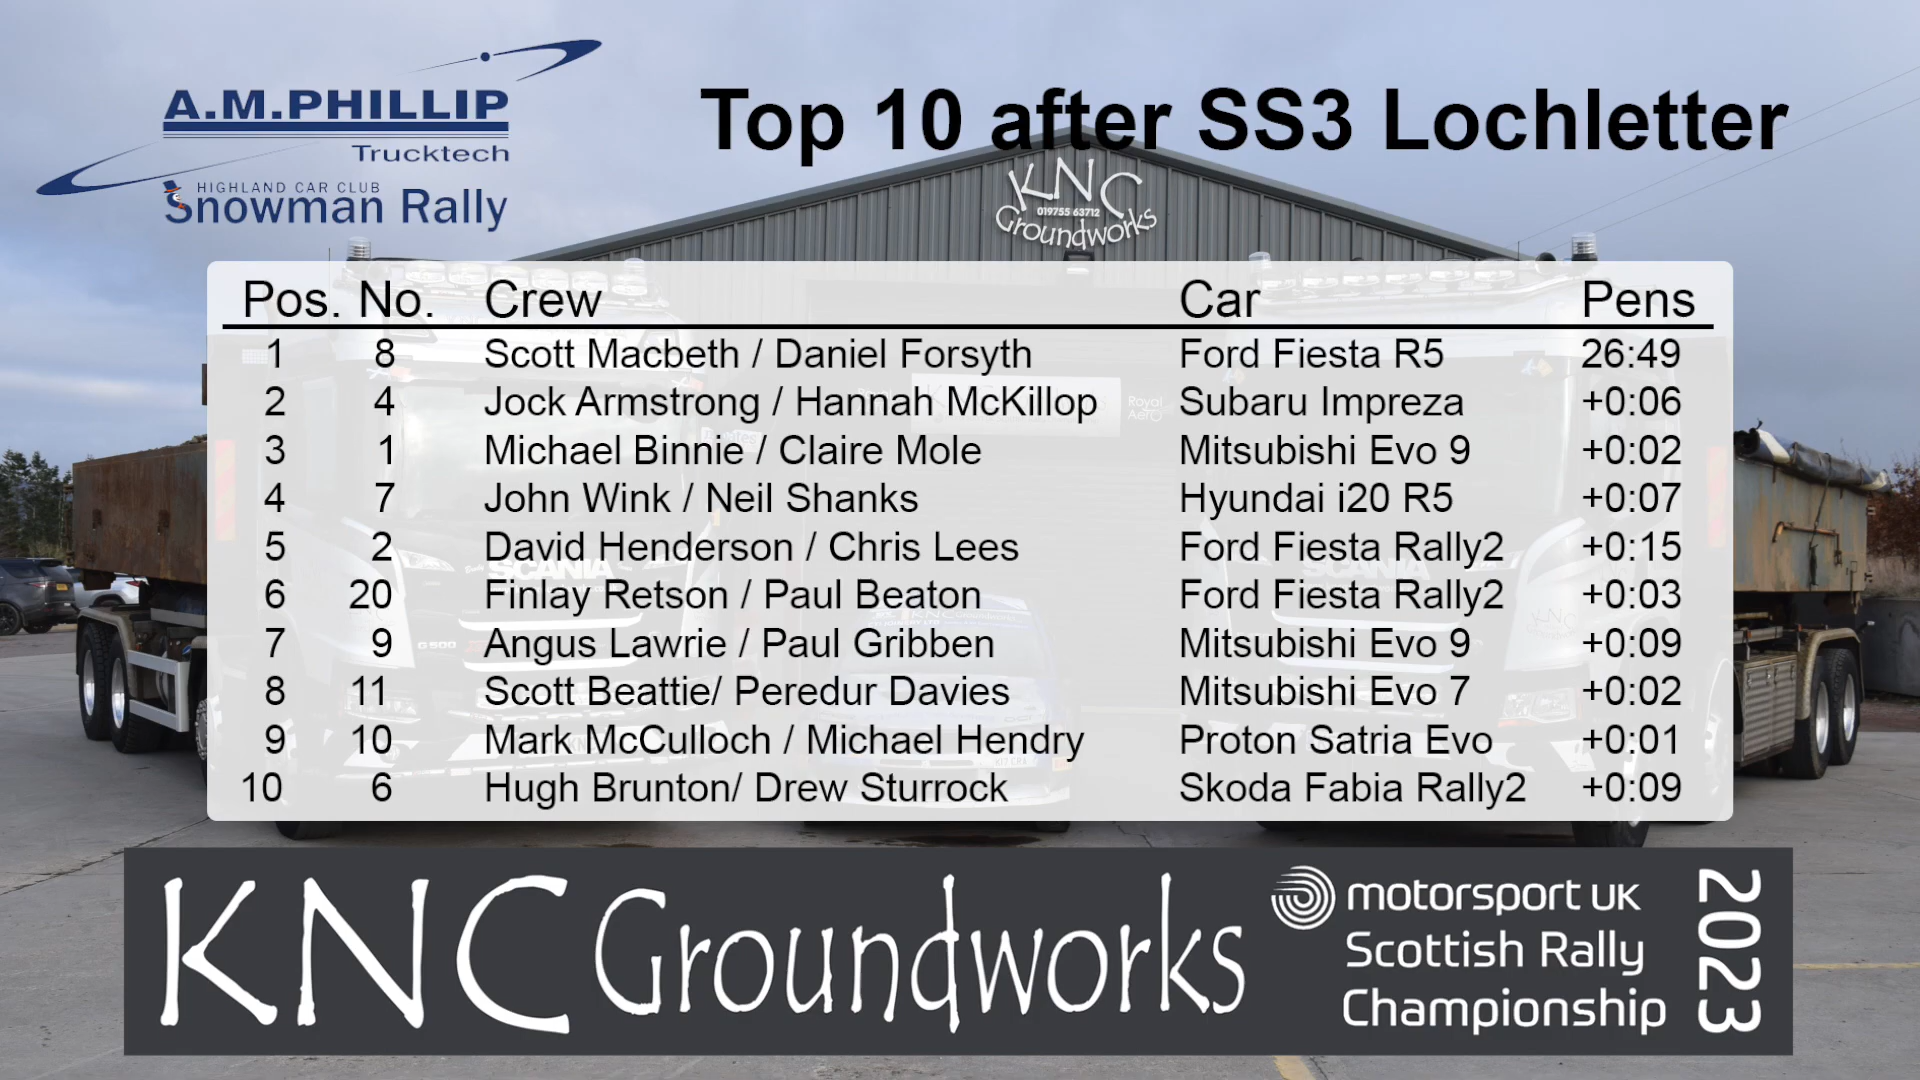 A.M.PHILLIP
Trucktech
HIGHLAND CAR CLUB
Snowman Rally
Top 10 after SS3 Lochletter
KNC
019755 63712
Groundworks
Pos. No. Crew Car Pens
1 8 Scott Macbeth / Daniel Forsyth Ford Fiesta R5 26:49
2 4 Jock Armstrong / Hannah McKillop Subaru Impreza +0:06
3 1 Michael Binnie / Claire Mole Mitsubishi Evo 9 +0:02
4 7 John Wink / Neil Shanks Hyundai i20 R5 +0:07
5 2 David Henderson / Chris Lees Ford Fiesta Rally2 +0:15
6 20 Finlay Retson / Paul Beaton Ford Fiesta Rally2 +0:03
7 9 Angus Lawrie / Paul Gribben Mitsubishi Evo 9 +0:09
8 11 Scott Beattie/ Peredur Davies Mitsubishi Evo 7 +0:02
9 10 Mark McCulloch / Michael Hendry Proton Satria Evo +0:01
10 6 Hugh Brunton/ Drew Sturrock Skoda Fabia Rally2 +0:09
Royal
SCANIA
SCANIA
G500
KNC Groundworks
motorsport UK
Scottish Rally
Championship
2023